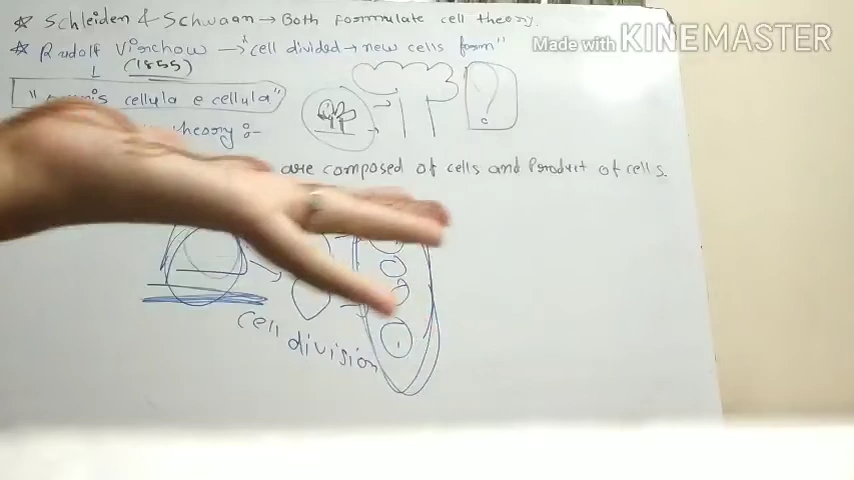 * Schleiden & Schwaan → Both formulate cell theory.
* Rudolf Virchow → "cell divided → new cells form"
(1855)
cellula e cellula"
theory :-
are composed of cells and Product of cells.
cell division
?
Made with KINEMASTER